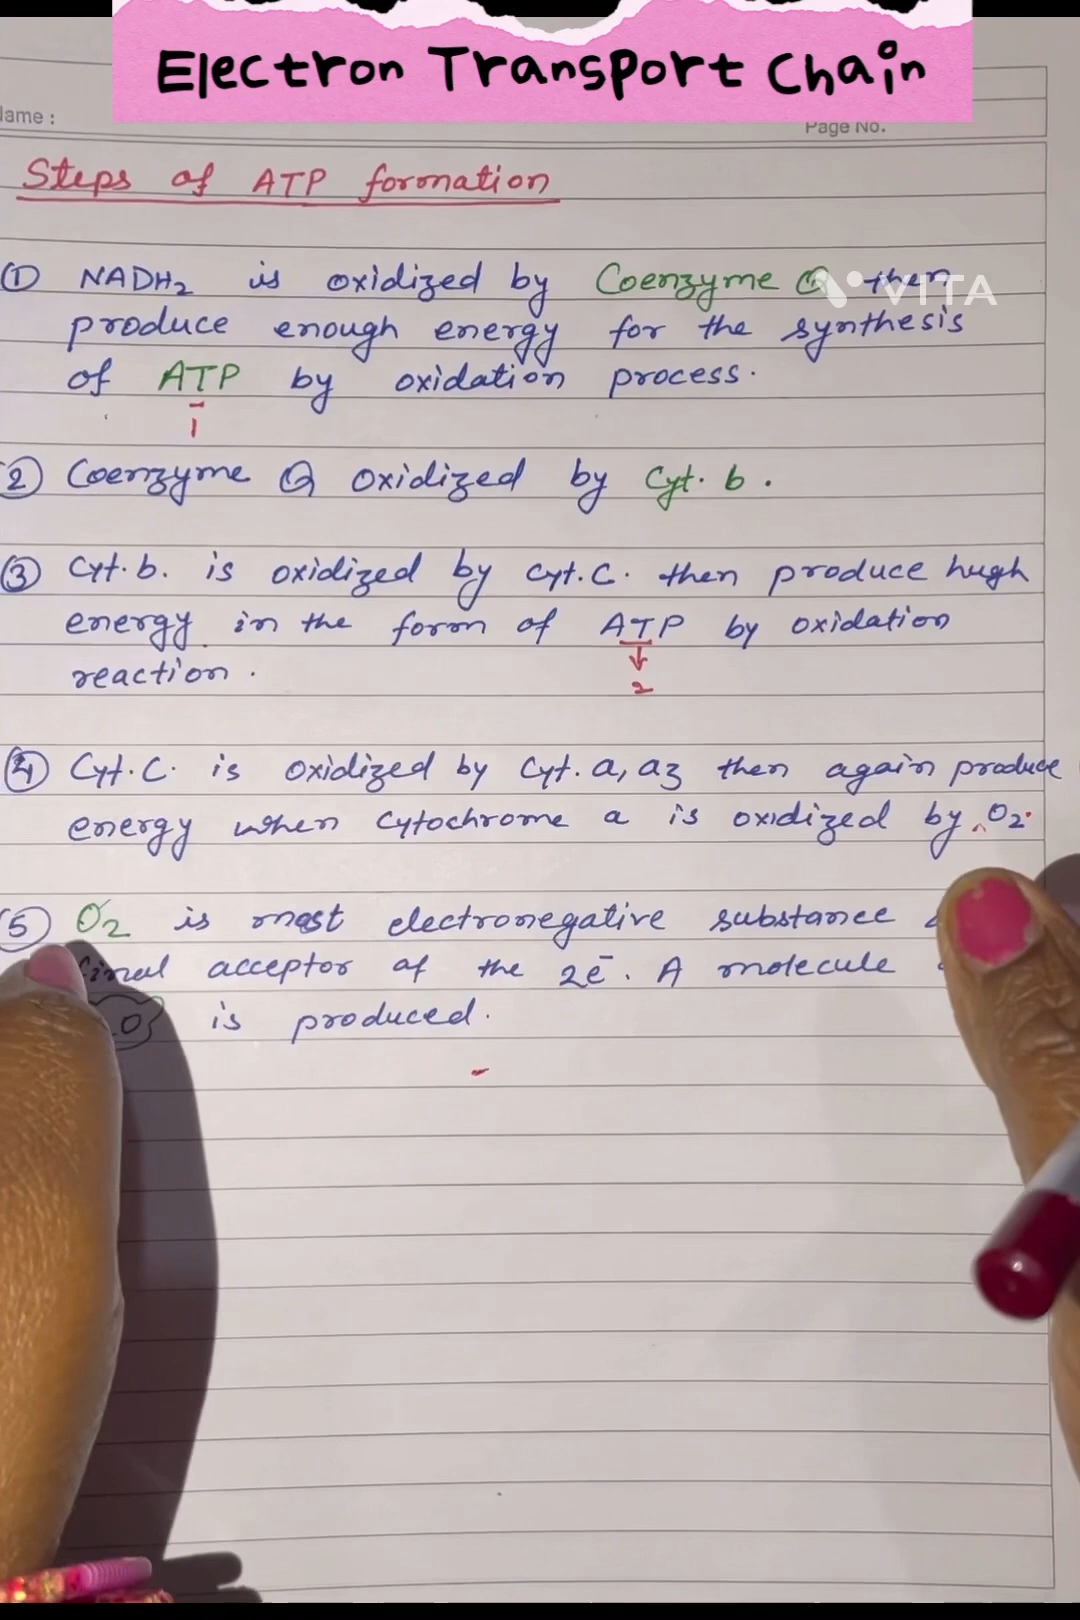 Electron Transport Chain
Name :
Page No.
Steps of ATP formation
① NADH₂ is oxidized by Coenzyme Q then
VITA
produce enough energy for the synthesis
of ATP by oxidation process.
1
② Coenzyme Q oxidized by Cyt. b.
③ Cyt. b. is oxidized by Cyt. C. then produce hugh
energy in the form of ATP by oxidation
2
reaction.
④ Cyt. C. is oxidized by Cyt. a, a3 then again produce
energy when cytochrome a is oxidized by O₂.
⑤ O₂ is most electronegative substance
final acceptor of the 2e⁻. A molecule
is produced.